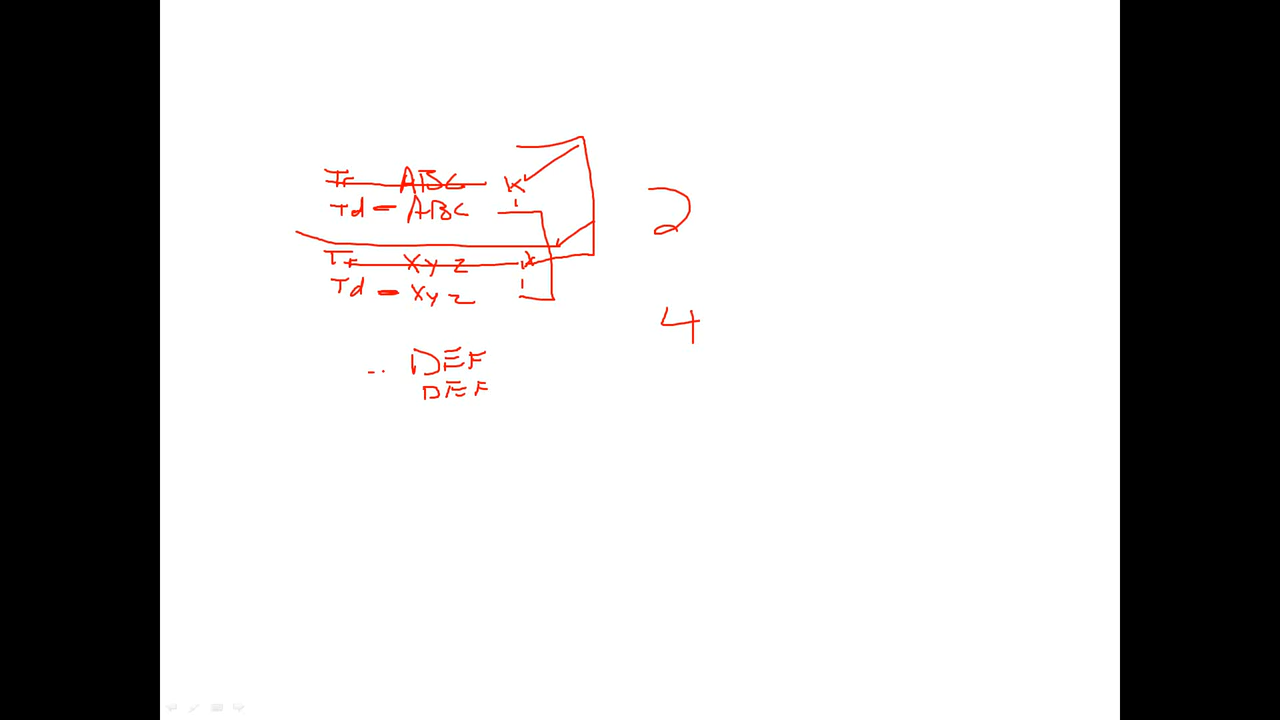 Tr ABC x
Td = ABC
2
Tr XYZ x
Td = XYZ
4
.. DEF
DEF